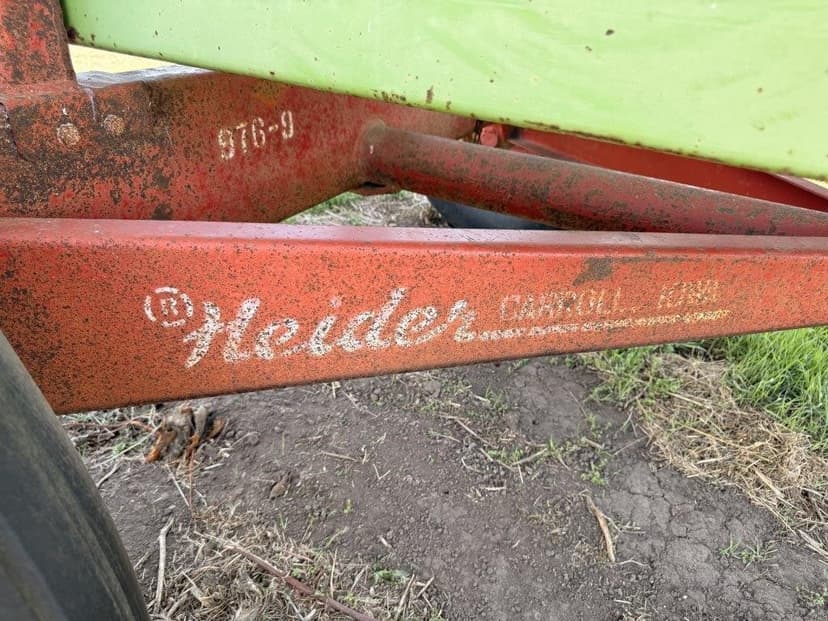 976-9
® Heider CARROLL, IOWA